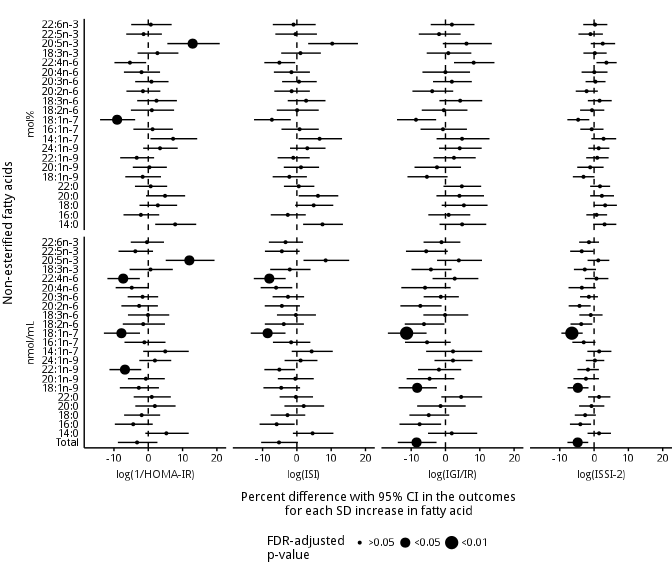 Non-esterified fatty acids
mol%
22:6n-3
22:5n-3
20:5n-3
18:3n-3
22:4n-6
20:4n-6
20:3n-6
20:2n-6
18:3n-6
18:2n-6
18:1n-7
16:1n-7
14:1n-7
24:1n-9
22:1n-9
20:1n-9
18:1n-9
22:0
20:0
18:0
16:0
14:0
nmol/mL
22:6n-3
22:5n-3
20:5n-3
18:3n-3
22:4n-6
20:4n-6
20:3n-6
20:2n-6
18:3n-6
18:2n-6
18:1n-7
16:1n-7
14:1n-7
24:1n-9
22:1n-9
20:1n-9
18:1n-9
22:0
20:0
18:0
16:0
14:0
Total
-10 0 10 20 -10 0 10 20 -10 0 10 20 -10 0 10 20
log(1/HOMA-IR) log(ISI) log(IGI/IR) log(ISSI-2)
Percent difference with 95% CI in the outcomes
for each SD increase in fatty acid
FDR-adjusted
p-value
>0.05 <0.05 <0.01